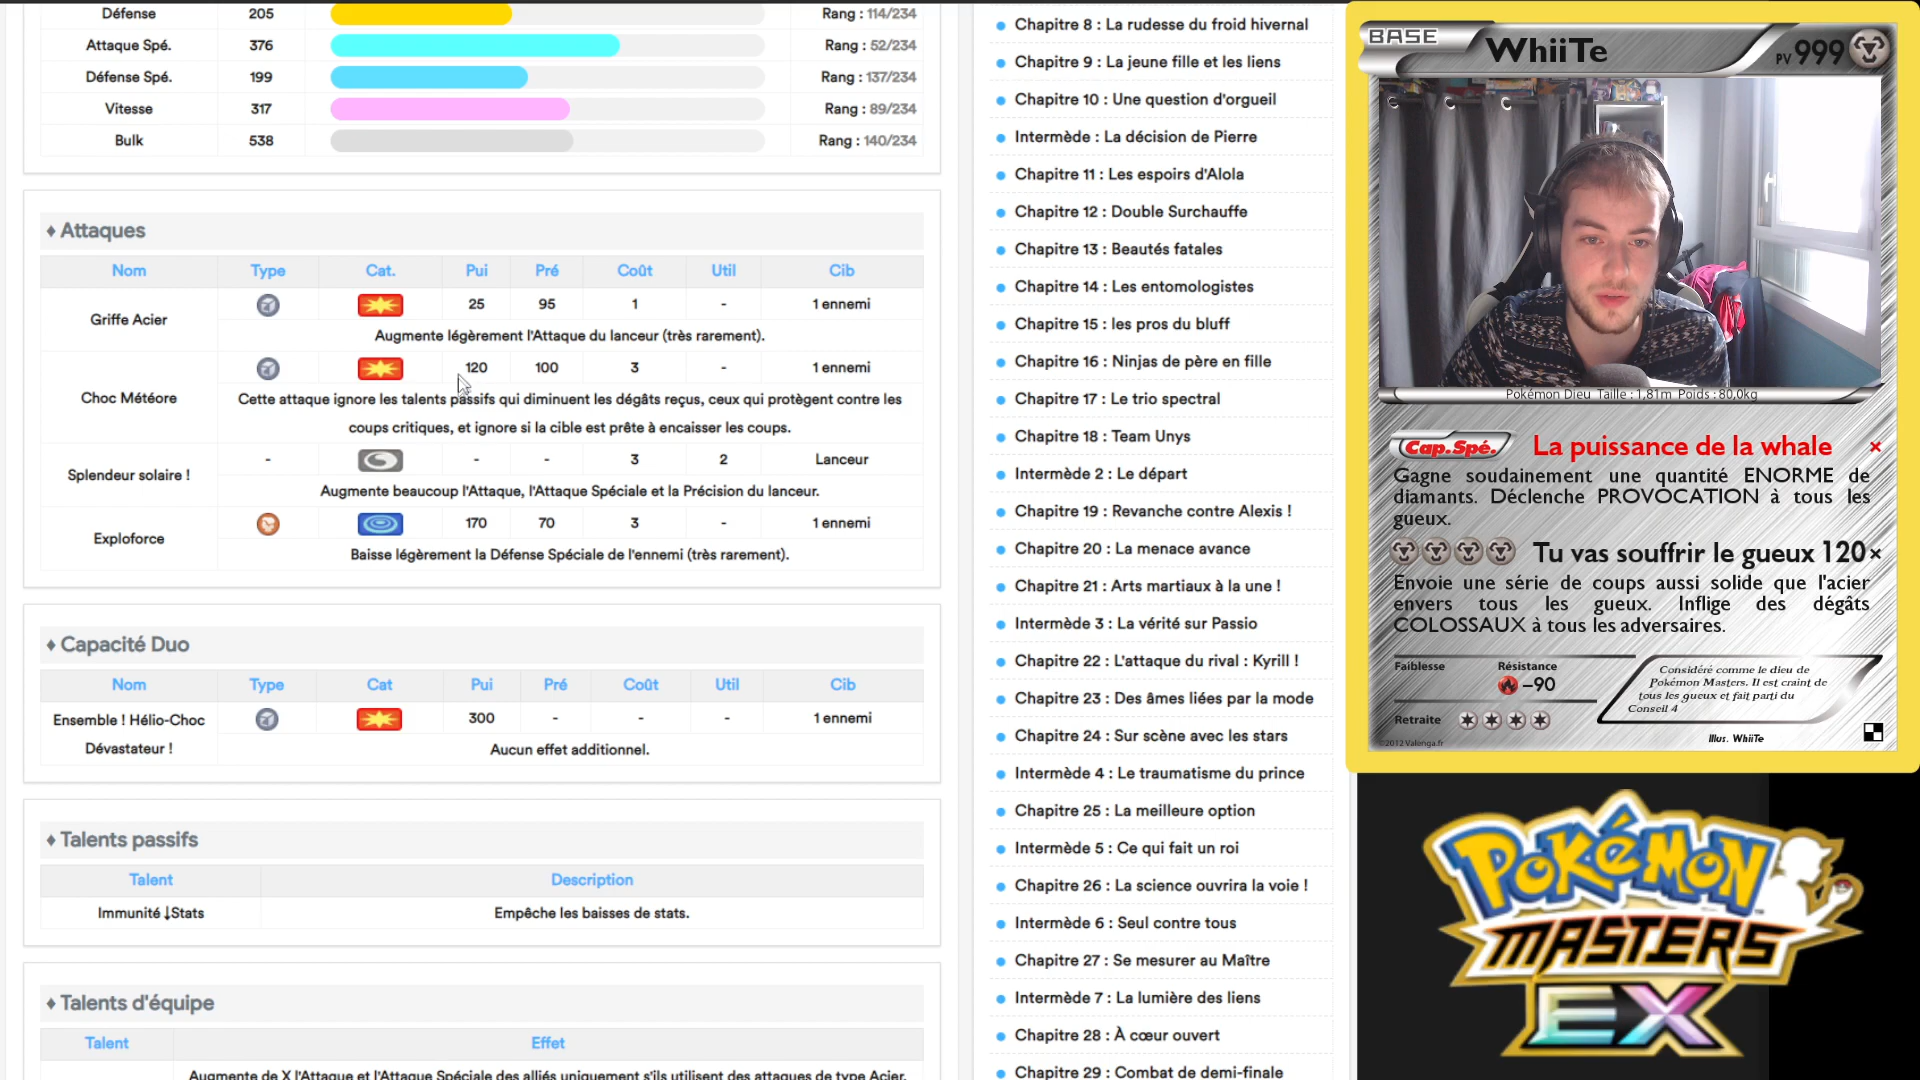 Défense 205 Rang : 114/234
Attaque Spé. 376 Rang : 52/234
Défense Spé. 199 Rang : 137/234
Vitesse 317 Rang : 89/234
Bulk 538 Rang : 140/234
♦ Attaques
Nom Type Cat. Pui Pré Coût Util Cib
Griffe Acier 25 95 1 - 1 ennemi
Augmente légèrement l'Attaque du lanceur (très rarement).
Choc Météore 120 100 3 - 1 ennemi
Cette attaque ignore les talents passifs qui diminuent les dégâts reçus, ceux qui protègent contre les
coups critiques, et ignore si la cible est prête à encaisser les coups.
Splendeur solaire ! - - - 3 2 Lanceur
Augmente beaucoup l'Attaque, l'Attaque Spéciale et la Précision du lanceur.
Exploforce 170 70 3 - 1 ennemi
Baisse légèrement la Défense Spéciale de l'ennemi (très rarement).
♦ Capacité Duo
Nom Type Cat Pui Pré Coût Util Cib
Ensemble ! Hélio-Choc
Dévastateur ! 300 - - - 1 ennemi
Aucun effet additionnel.
♦ Talents passifs
Talent Description
Immunité ↓Stats Empêche les baisses de stats.
♦ Talents d'équipe
Talent Effet
Augmente de X l'Attaque et l'Attaque Spéciale des alliés uniquement s'ils utilisent des attaques de type Acier.
Chapitre 8 : La rudesse du froid hivernal
Chapitre 9 : La jeune fille et les liens
Chapitre 10 : Une question d'orgueil
Intermède : La décision de Pierre
Chapitre 11 : Les espoirs d'Alola
Chapitre 12 : Double Surchauffe
Chapitre 13 : Beautés fatales
Chapitre 14 : Les entomologistes
Chapitre 15 : les pros du bluff
Chapitre 16 : Ninjas de père en fille
Chapitre 17 : Le trio spectral
Chapitre 18 : Team Unys
Intermède 2 : Le départ
Chapitre 19 : Revanche contre Alexis !
Chapitre 20 : La menace avance
Chapitre 21 : Arts martiaux à la une !
Intermède 3 : La vérité sur Passio
Chapitre 22 : L'attaque du rival : Kyrill !
Chapitre 23 : Des âmes liées par la mode
Chapitre 24 : Sur scène avec les stars
Intermède 4 : Le traumatisme du prince
Chapitre 25 : La meilleure option
Intermède 5 : Ce qui fait un roi
Chapitre 26 : La science ouvrira la voie !
Intermède 6 : Seul contre tous
Chapitre 27 : Se mesurer au Maître
Intermède 7 : La lumière des liens
Chapitre 28 : À cœur ouvert
Chapitre 29 : Combat de demi-finale
BASE WhiiTe PV 999
Pokémon Dieu Taille : 1,81m Poids : 80,0kg
Cap.Spé. La puissance de la whale ×
Gagne soudainement une quantité ENORME de
diamants. Déclenche PROVOCATION à tous les
gueux.
Tu vas souffrir le gueux 120×
Envoie une série de coups aussi solide que l'acier
envers tous les gueux. Inflige des dégâts
COLOSSAUX à tous les adversaires.
Faiblesse Résistance
-90
Retraite
Considéré comme le dieu de
Pokémon Masters. Il est craint de
tous les gueux et fait parti du
Conseil 4
©2012 Valenga.fr Illus. WhiiTe
POKéMON
MASTERS
EX